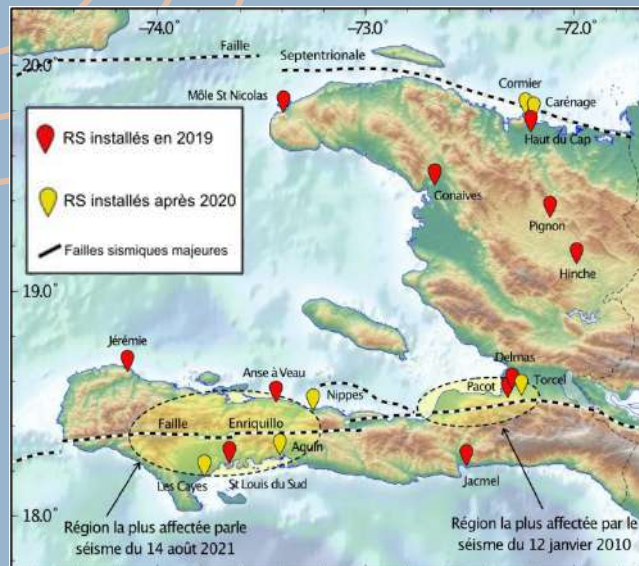 −74.0
−73.0
−72.0
20.0
Faille
Septentrionale
Cormier
Carénage
Môle St Nicolas
Haut du Cap
RS installés en 2019
RS installés après 2020
Failles sismiques majeures
Gonaives
Pignon
Hinche
19.0
Jérémie
Anse à Veau
Nippes
Delmas
Pacot
Torcel
Faille
Enriquillo
Aquin
Les Cayes
St Louis du Sud
Jacmel
18.0
Région la plus affectée parle
séisme du 14 août 2021
Région la plus affectée par le
séisme du 12 janvier 2010